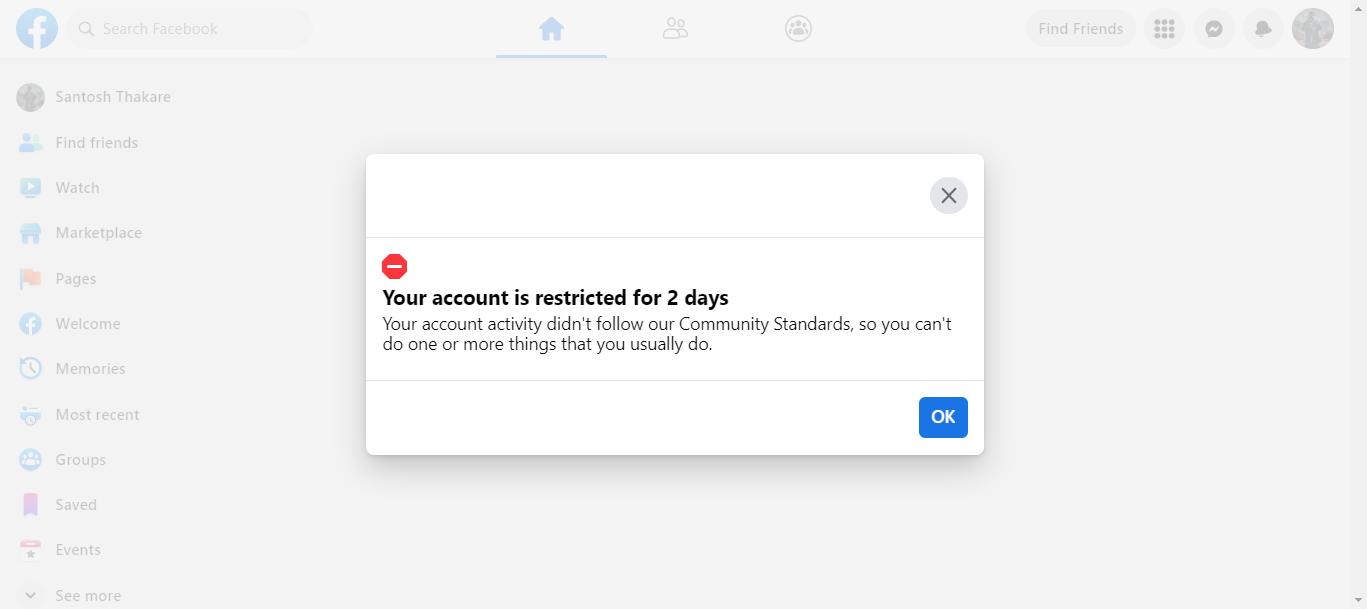 Search Facebook
Find Friends
Santosh Thakare
Find friends
Watch
Marketplace
Pages
Welcome
Memories
Most recent
Groups
Saved
Events
See more
Your account is restricted for 2 days
Your account activity didn't follow our Community Standards, so you can't
do one or more things that you usually do.
OK